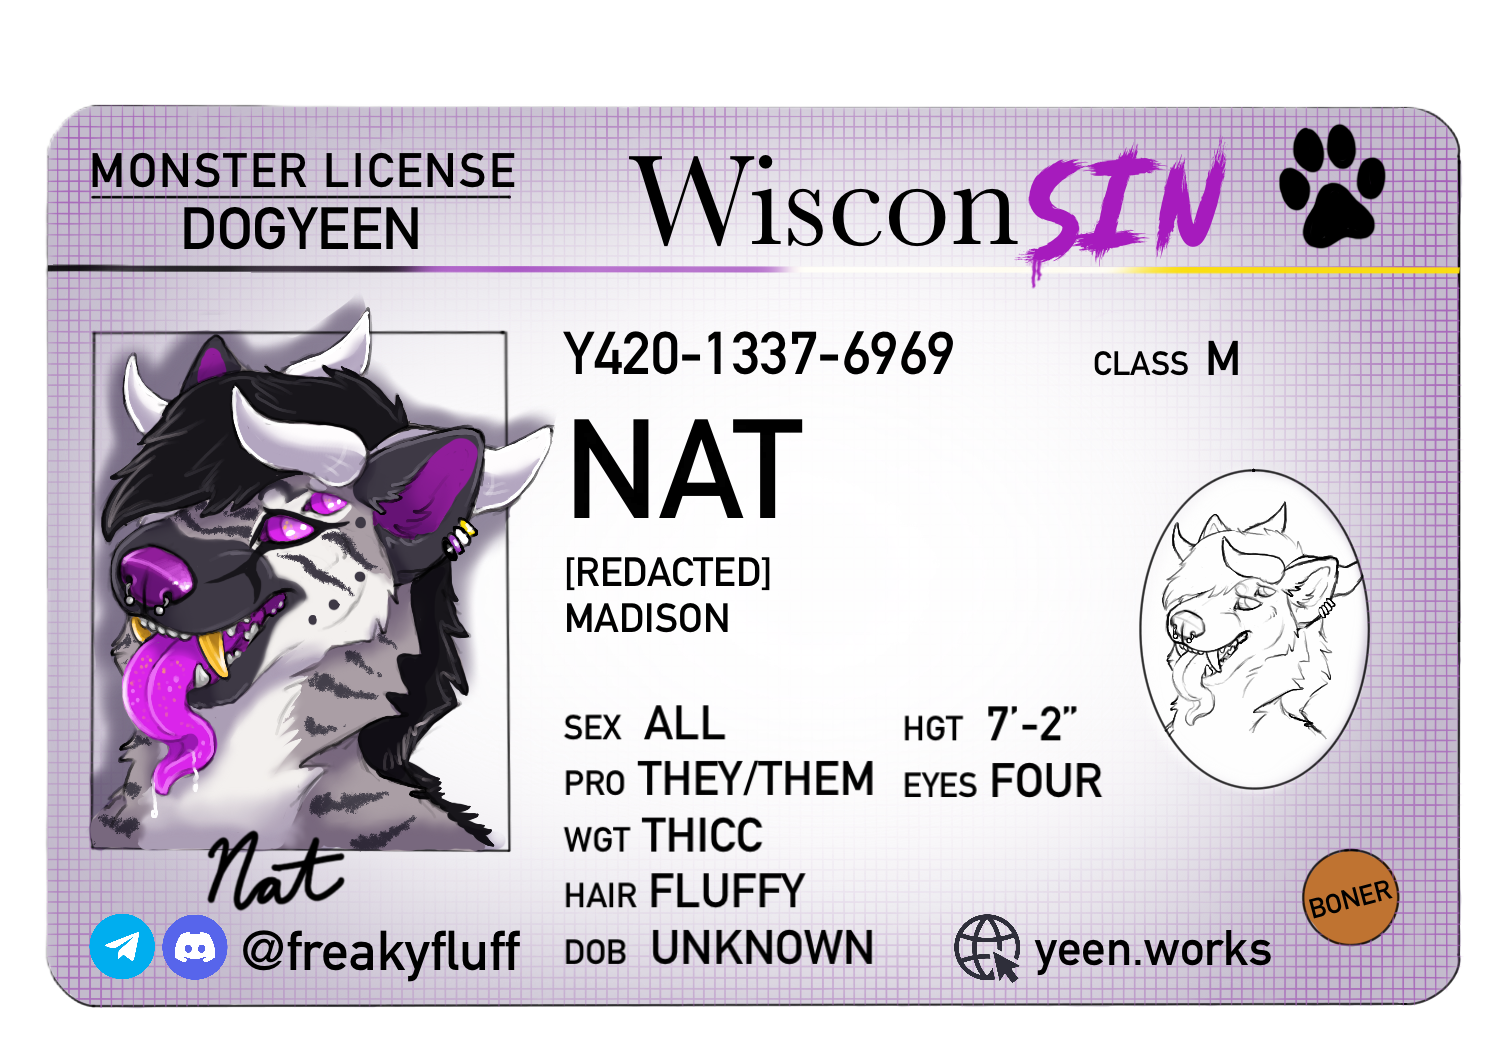 MONSTER LICENSE
DOGYEEN
WisconSIN
Y420-1337-6969
CLASS M
NAT
[REDACTED]
MADISON
SEX ALL
HGT 7'-2"
PRO THEY/THEM
EYES FOUR
WGT THICC
HAIR FLUFFY
DOB UNKNOWN
Nat
@freakyfluff
yeen.works
BONER